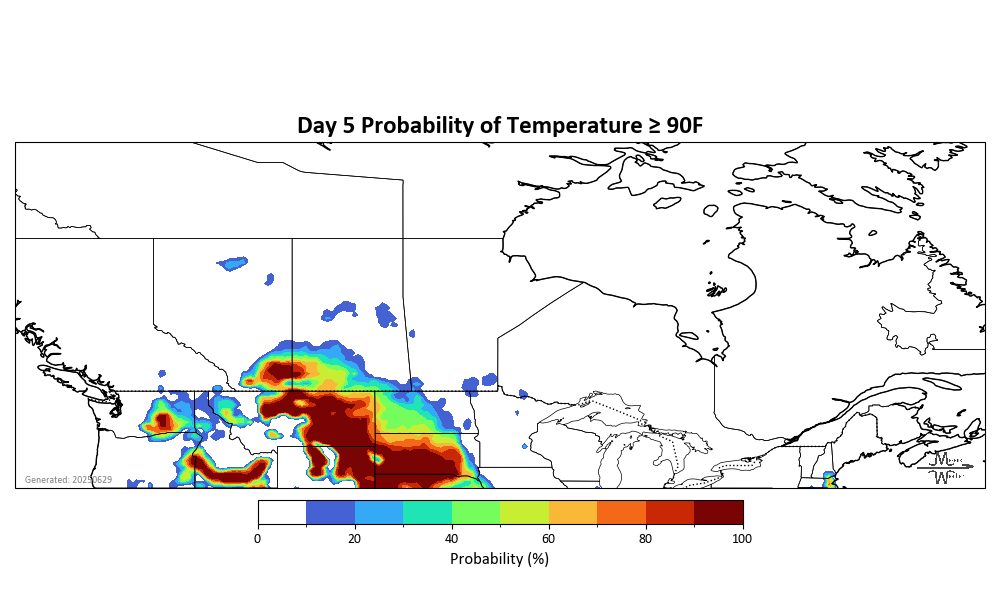 Day 5 Probability of Temperature ≥ 90F
Generated: 20250629
0 20 40 60 80 100
Probability (%)